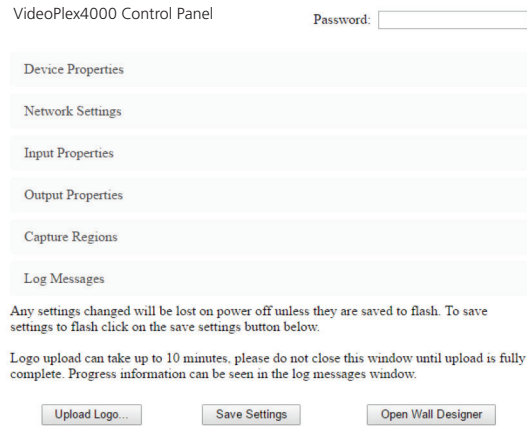 VideoPlex4000 Control Panel
Password:
Device Properties
Network Settings
Input Properties
Output Properties
Capture Regions
Log Messages
Any settings changed will be lost on power off unless they are saved to flash. To save
settings to flash click on the save settings button below.
Logo upload can take up to 10 minutes, please do not close this window until upload is fully
complete. Progress information can be seen in the log messages window.
Upload Logo...
Save Settings
Open Wall Designer